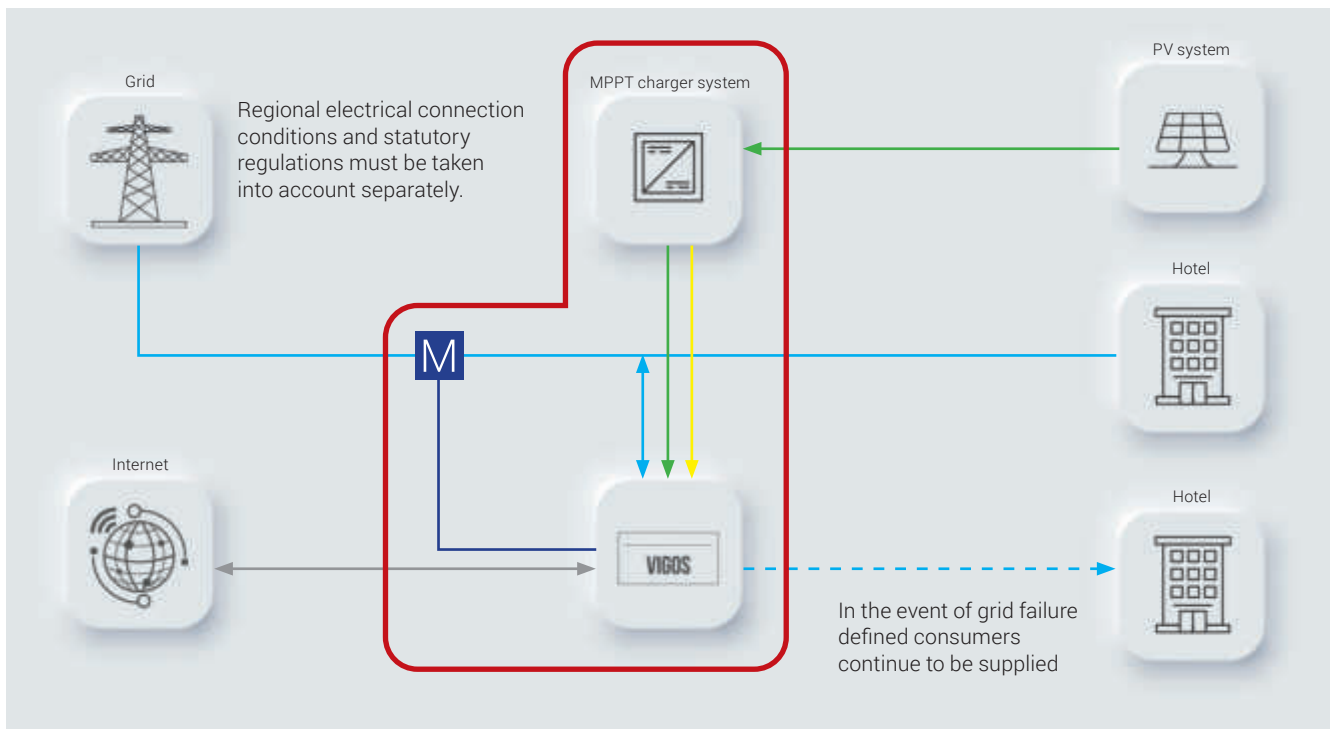 Grid
Regional electrical connection
conditions and statutory
regulations must be taken
into account separately.
MPPT charger system
PV system
Hotel
M
Internet
VIGOS
Hotel
In the event of grid failure
defined consumers
continue to be supplied